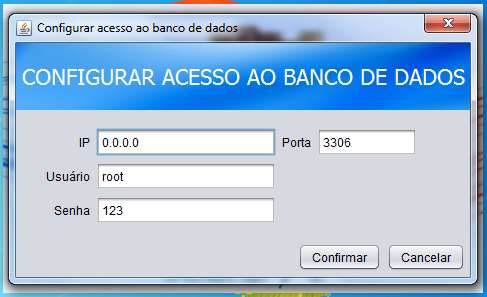 Configurar acesso ao banco de dados
CONFIGURAR ACESSO AO BANCO DE DADOS
IP 0.0.0.0 Porta 3306
Usuário root
Senha 123
Confirmar Cancelar